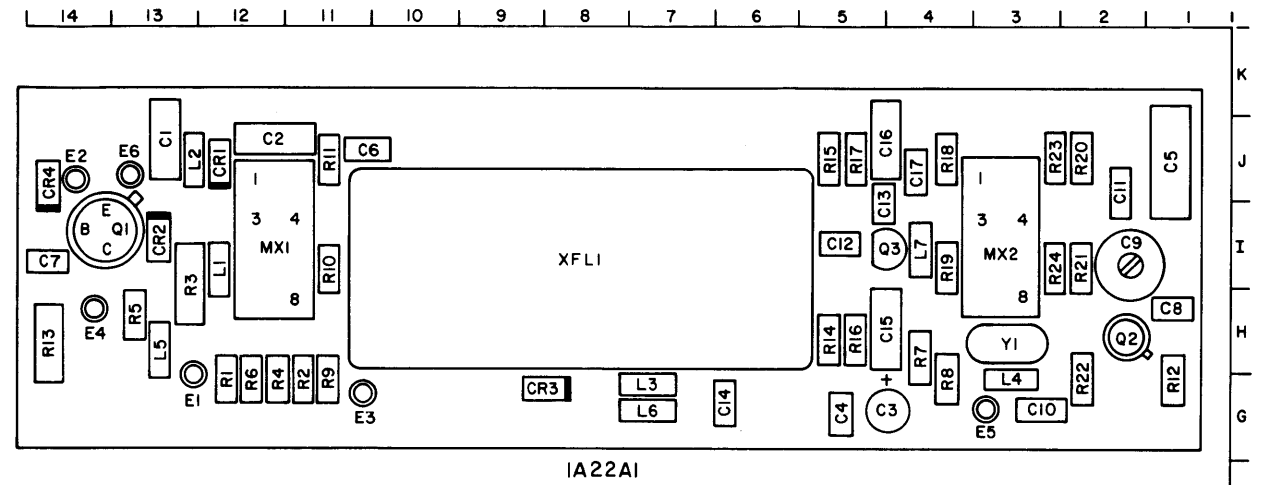 14 13 12 11 10 9 8 7 6 5 4 3 2 1
K
J
I
H
G
E2 E6 C1 L2 CR1 C2 R11 C6 R15 R17 C16 C17 R18 R23 R20 C11 C5
CR4
1
1
C13
E
B Q1
C
CR2
3 4
3 4
C7 R3 L1 MX1 R10 XFL1 C12 Q3 L7 R19 MX2 R24 R21 C9
8
8
E4 R5 C8
R13 L5 R14 R16 C15 R7 Y1 Q2
E1 R1 R6 R4 R2 R9 E3 CR3 L3 C14 R8 L4 R22 R12
+
L6 C4 C3 E5 C10
1A22A1